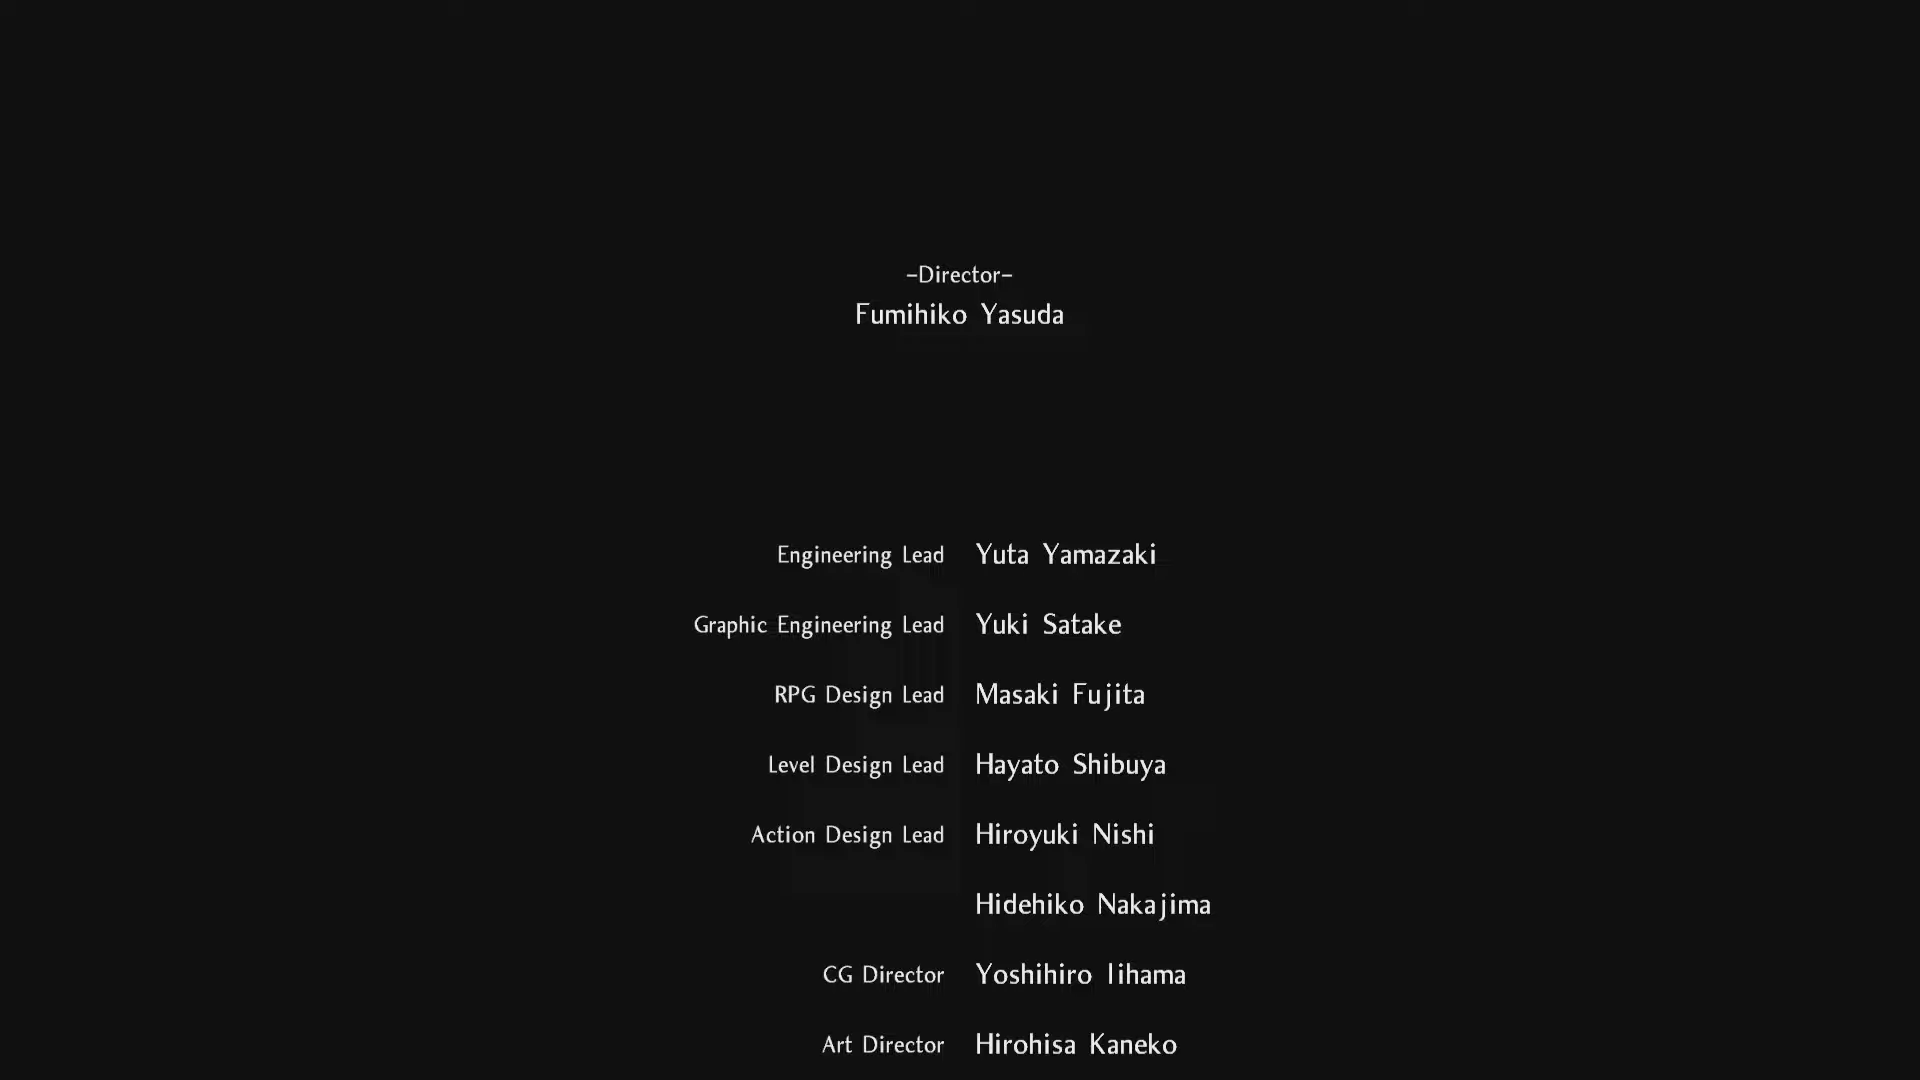 -Director-
Fumihiko Yasuda
Engineering Lead Yuta Yamazaki
Graphic Engineering Lead Yuki Satake
RPG Design Lead Masaki Fujita
Level Design Lead Hayato Shibuya
Action Design Lead Hiroyuki Nishi
Hidehiko Nakajima
CG Director Yoshihiro Iihama
Art Director Hirohisa Kaneko